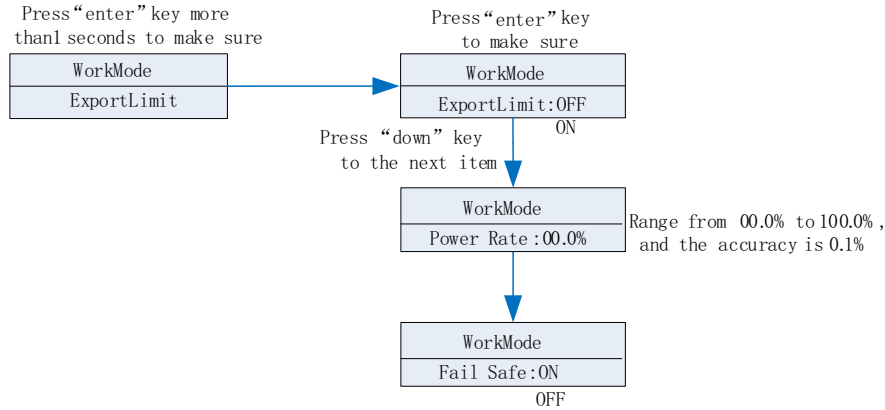 Press“enter”key more
than1 seconds to make sure
WorkMode
ExportLimit
Press“enter”key
to make sure
WorkMode
ExportLimit:OFF
ON
Press “down” key
to the next item
WorkMode
Power Rate:00.0%
Range from 00.0% to 100.0%,
and the accuracy is 0.1%
WorkMode
Fail Safe:ON
OFF